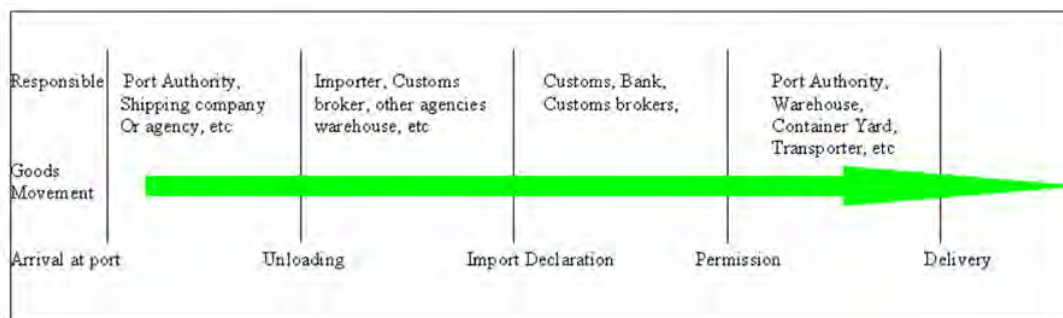 Responsible
Port Authority,
Shipping company
Or agency, etc
Importer, Customs
broker, other agencies
warehouse, etc
Customs, Bank,
Customs brokers,
Port Authority,
Warehouse,
Container Yard,
Transporter, etc
Goods
Movement
Arrival at port
Unloading
Import Declaration
Permission
Delivery